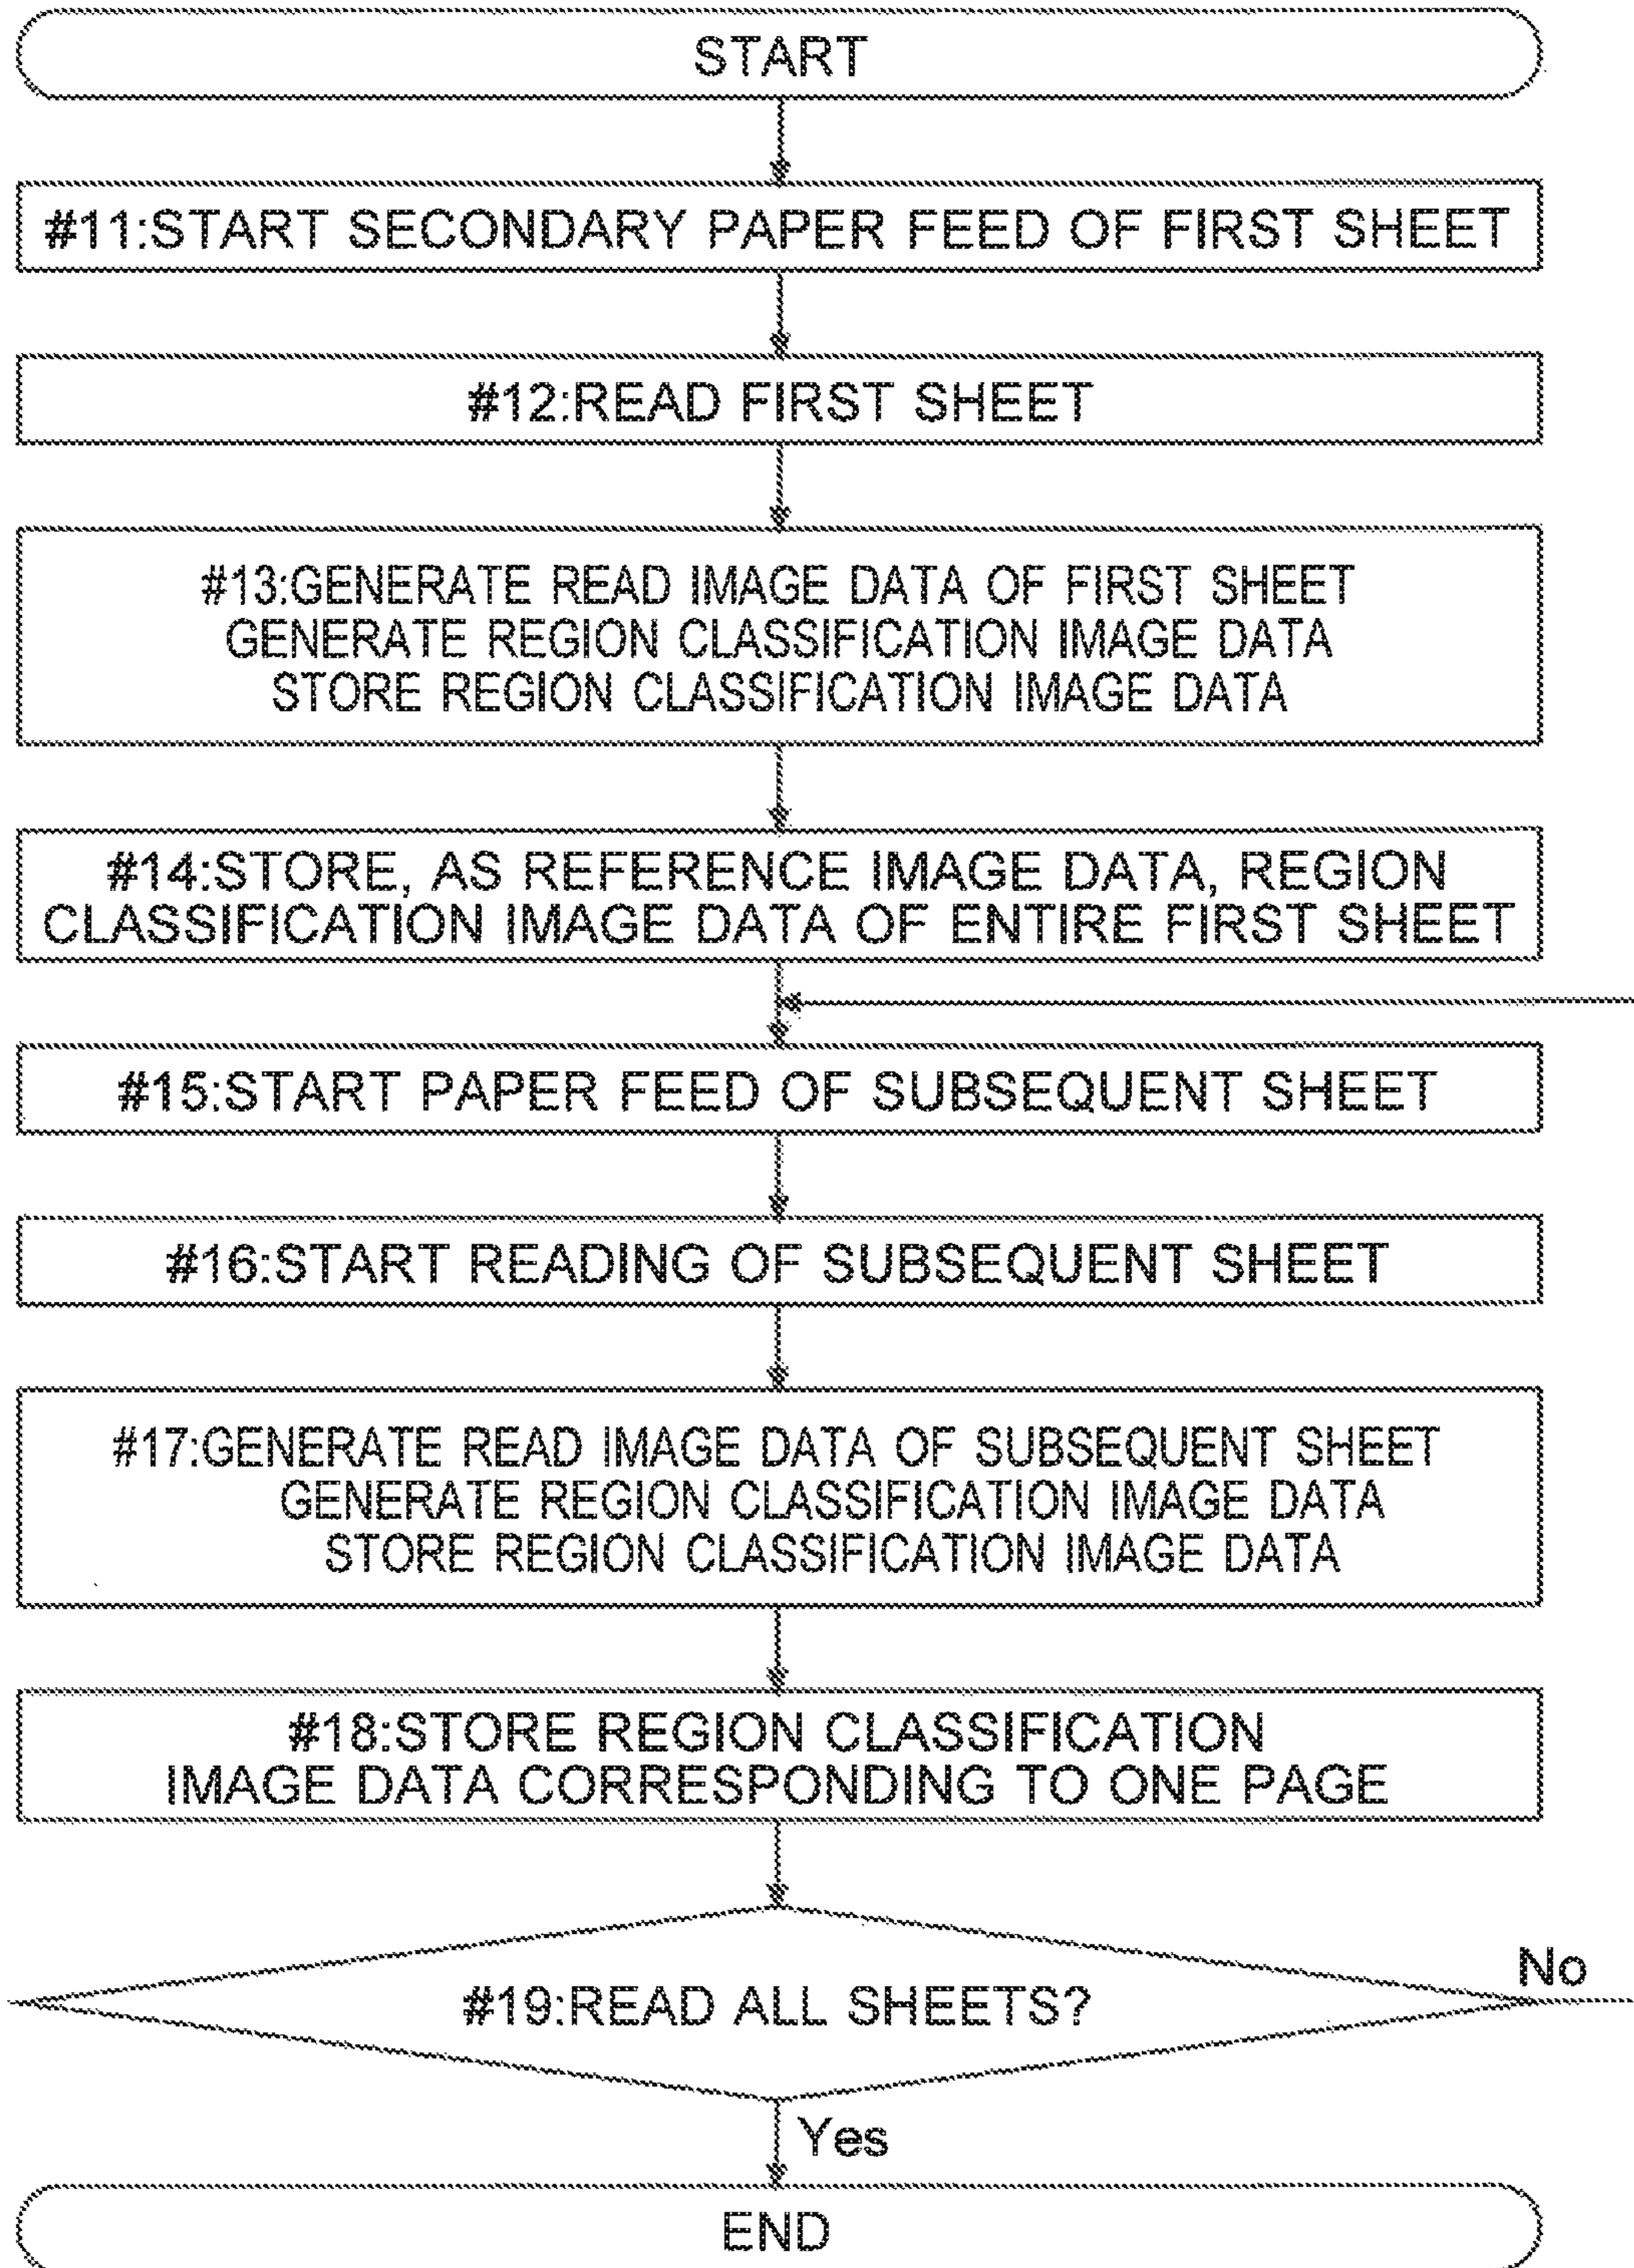 START
#11:START SECONDARY PAPER FEED OF FIRST SHEET
#12:READ FIRST SHEET
#13:GENERATE READ IMAGE DATA OF FIRST SHEET
GENERATE REGION CLASSIFICATION IMAGE DATA
STORE REGION CLASSIFICATION IMAGE DATA
#14:STORE, AS REFERENCE IMAGE DATA, REGION
CLASSIFICATION IMAGE DATA OF ENTIRE FIRST SHEET
#15:START PAPER FEED OF SUBSEQUENT SHEET
#16:START READING OF SUBSEQUENT SHEET
#17:GENERATE READ IMAGE DATA OF SUBSEQUENT SHEET
GENERATE REGION CLASSIFICATION IMAGE DATA
STORE REGION CLASSIFICATION IMAGE DATA
#18:STORE REGION CLASSIFICATION
IMAGE DATA CORRESPONDING TO ONE PAGE
No
#19:READ ALL SHEETS?
Yes
END